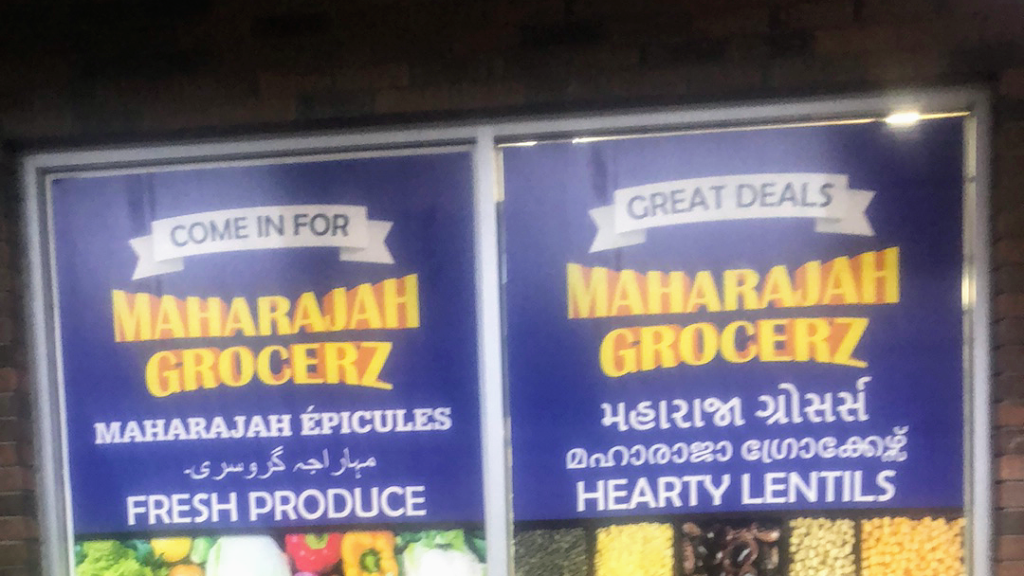 COME IN FOR
MAHARAJAH
GROCERZ
MAHARAJAH ÉPICULES
مہاراجہ گروسری۔
FRESH PRODUCE
GREAT DEALS
MAHARAJAH
GROCERZ
મહારાજા ગ્રોસર્સ
മഹാരാജാ ഗ്രോക്കേഴ്സ്
HEARTY LENTILS